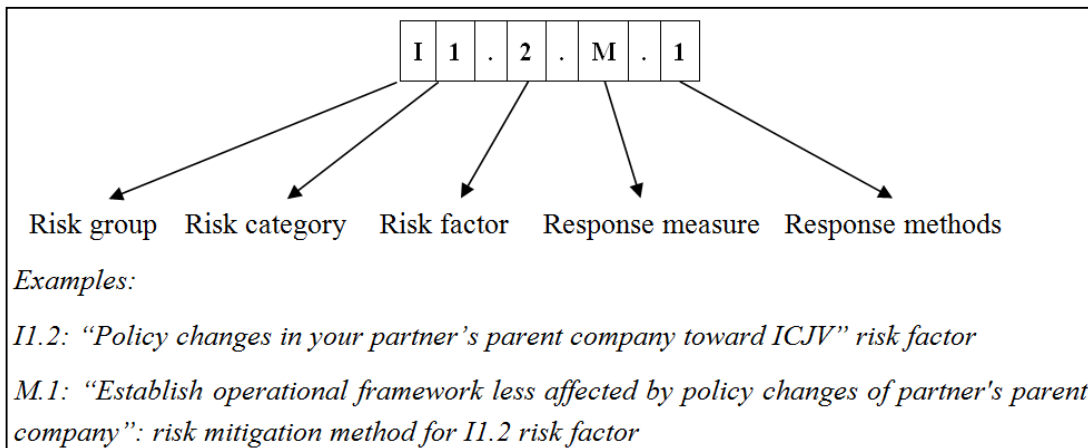 I 1 . 2 . M . 1
Risk group Risk category Risk factor Response measure Response methods
Examples:
I1.2: “Policy changes in your partner’s parent company toward ICJV” risk factor
M.1: “Establish operational framework less affected by policy changes of partner's parent
company”: risk mitigation method for I1.2 risk factor